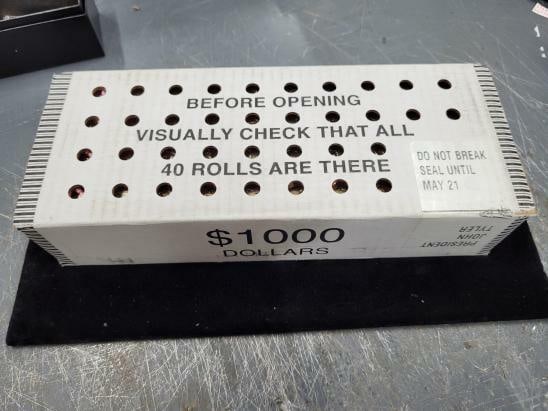 BEFORE OPENING
VISUALLY CHECK THAT ALL
40 ROLLS ARE THERE
DO NOT BREAK
SEAL UNTIL
MAY 21
$1000
DOLLARS
PRESIDENT
JOHN
TYLER